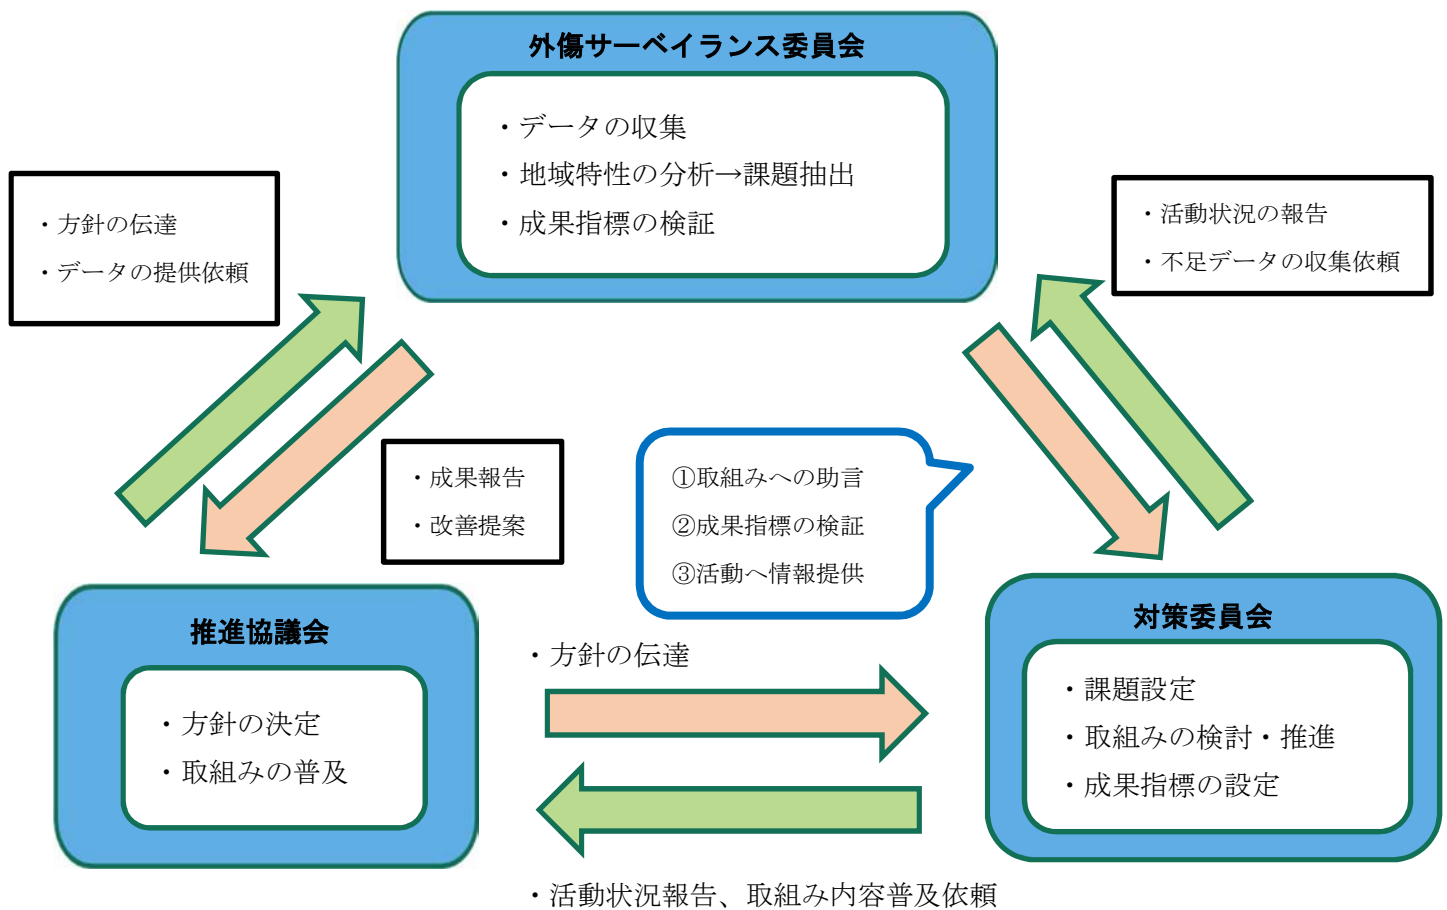 外傷サーベイランス委員会
・データの収集
・地域特性の分析→課題抽出
・成果指標の検証
・方針の伝達
・データの提供依頼
・活動状況の報告
・不足データの収集依頼
・成果報告
・改善提案
①取組みへの助言
②成果指標の検証
③活動へ情報提供
推進協議会
・方針の決定
・取組みの普及
・方針の伝達
対策委員会
・課題設定
・取組みの検討・推進
・成果指標の設定
・活動状況報告、取組み内容普及依頼